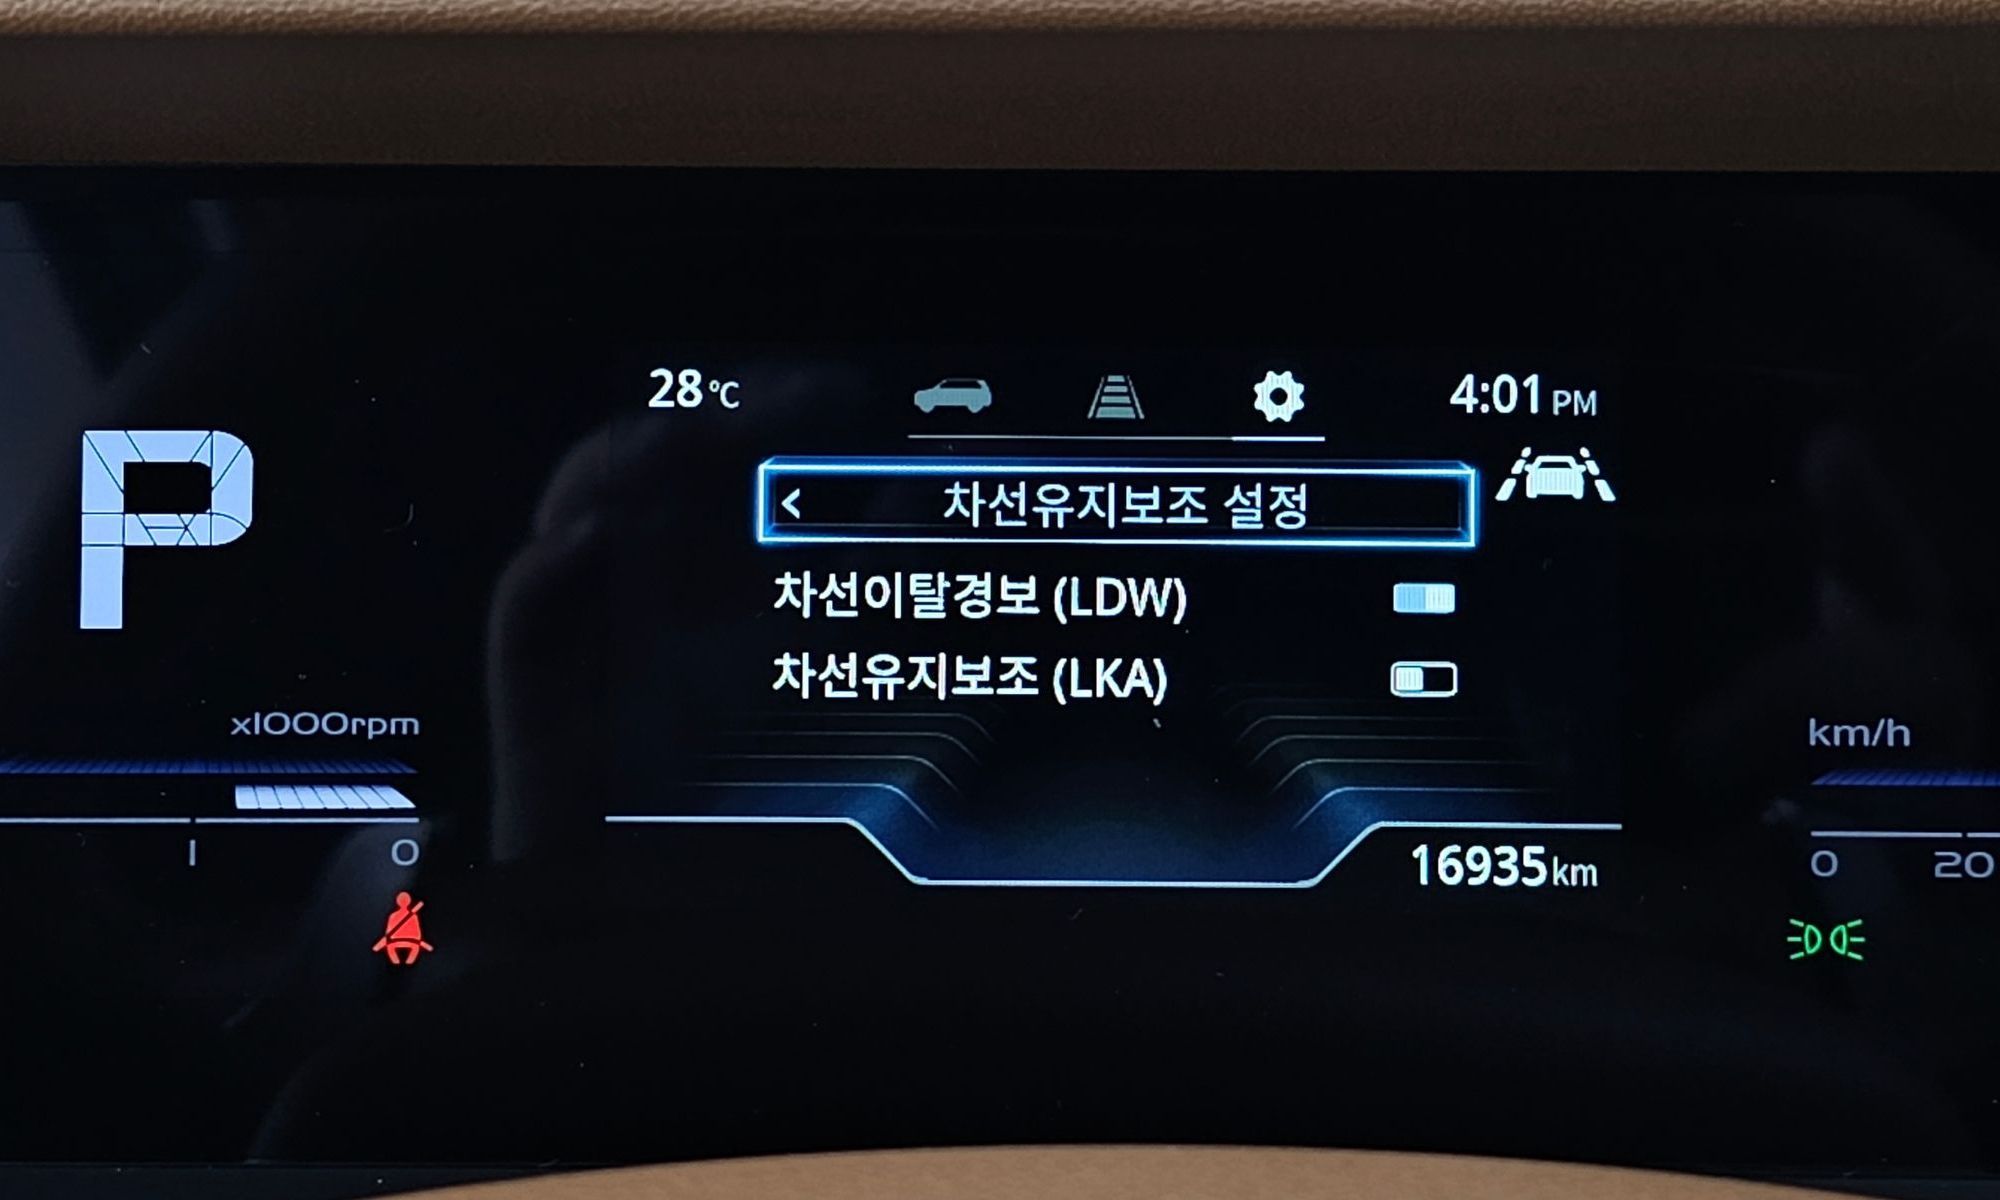 28°C
4:01 PM
P
< 차선유지보조 설정
차선이탈경보 (LDW)
차선유지보조 (LKA)
x1000rpm
km/h
1 0
0 20
16935km